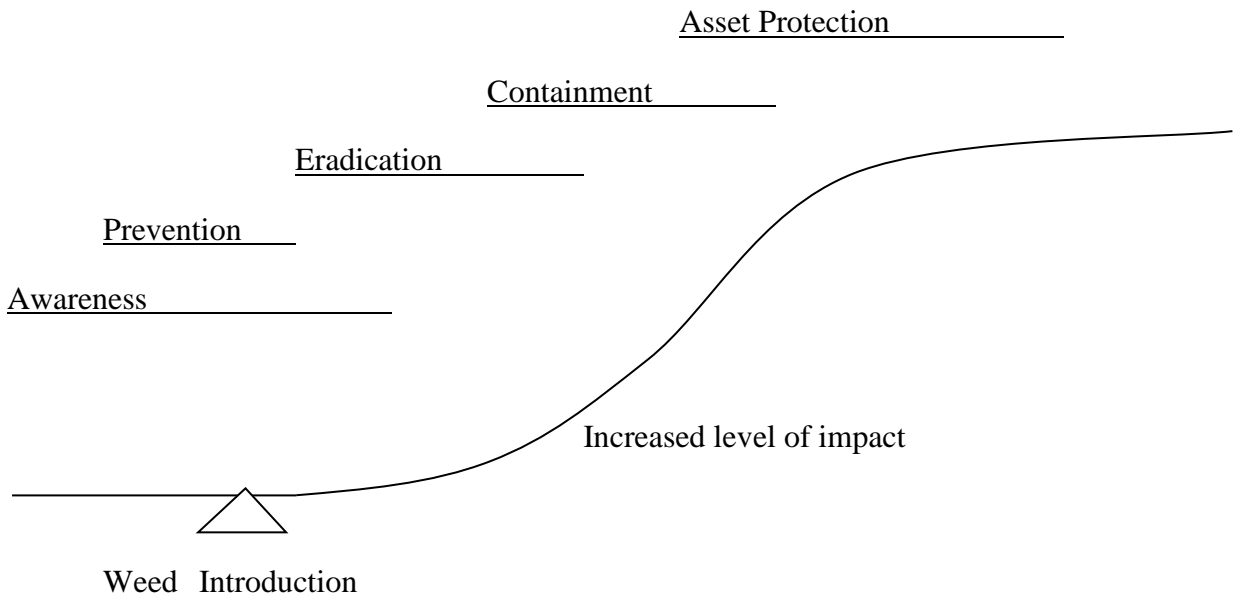 Asset Protection
Containment
Eradication
Prevention
Awareness
Increased level of impact
Weed Introduction